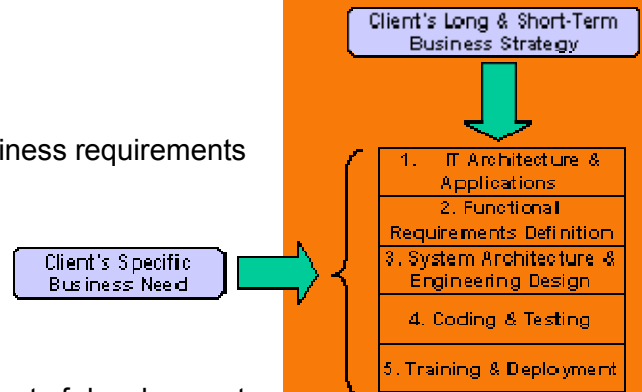 Client's Long & Short-Term
Business Strategy
iness requirements
1. IT Architecture &
Applications
2. Functional
Requirements Definition
Client's Specific
Business Need
3. System Architecture &
Engineering Design
4. Coding & Testing
5. Training & Deployment